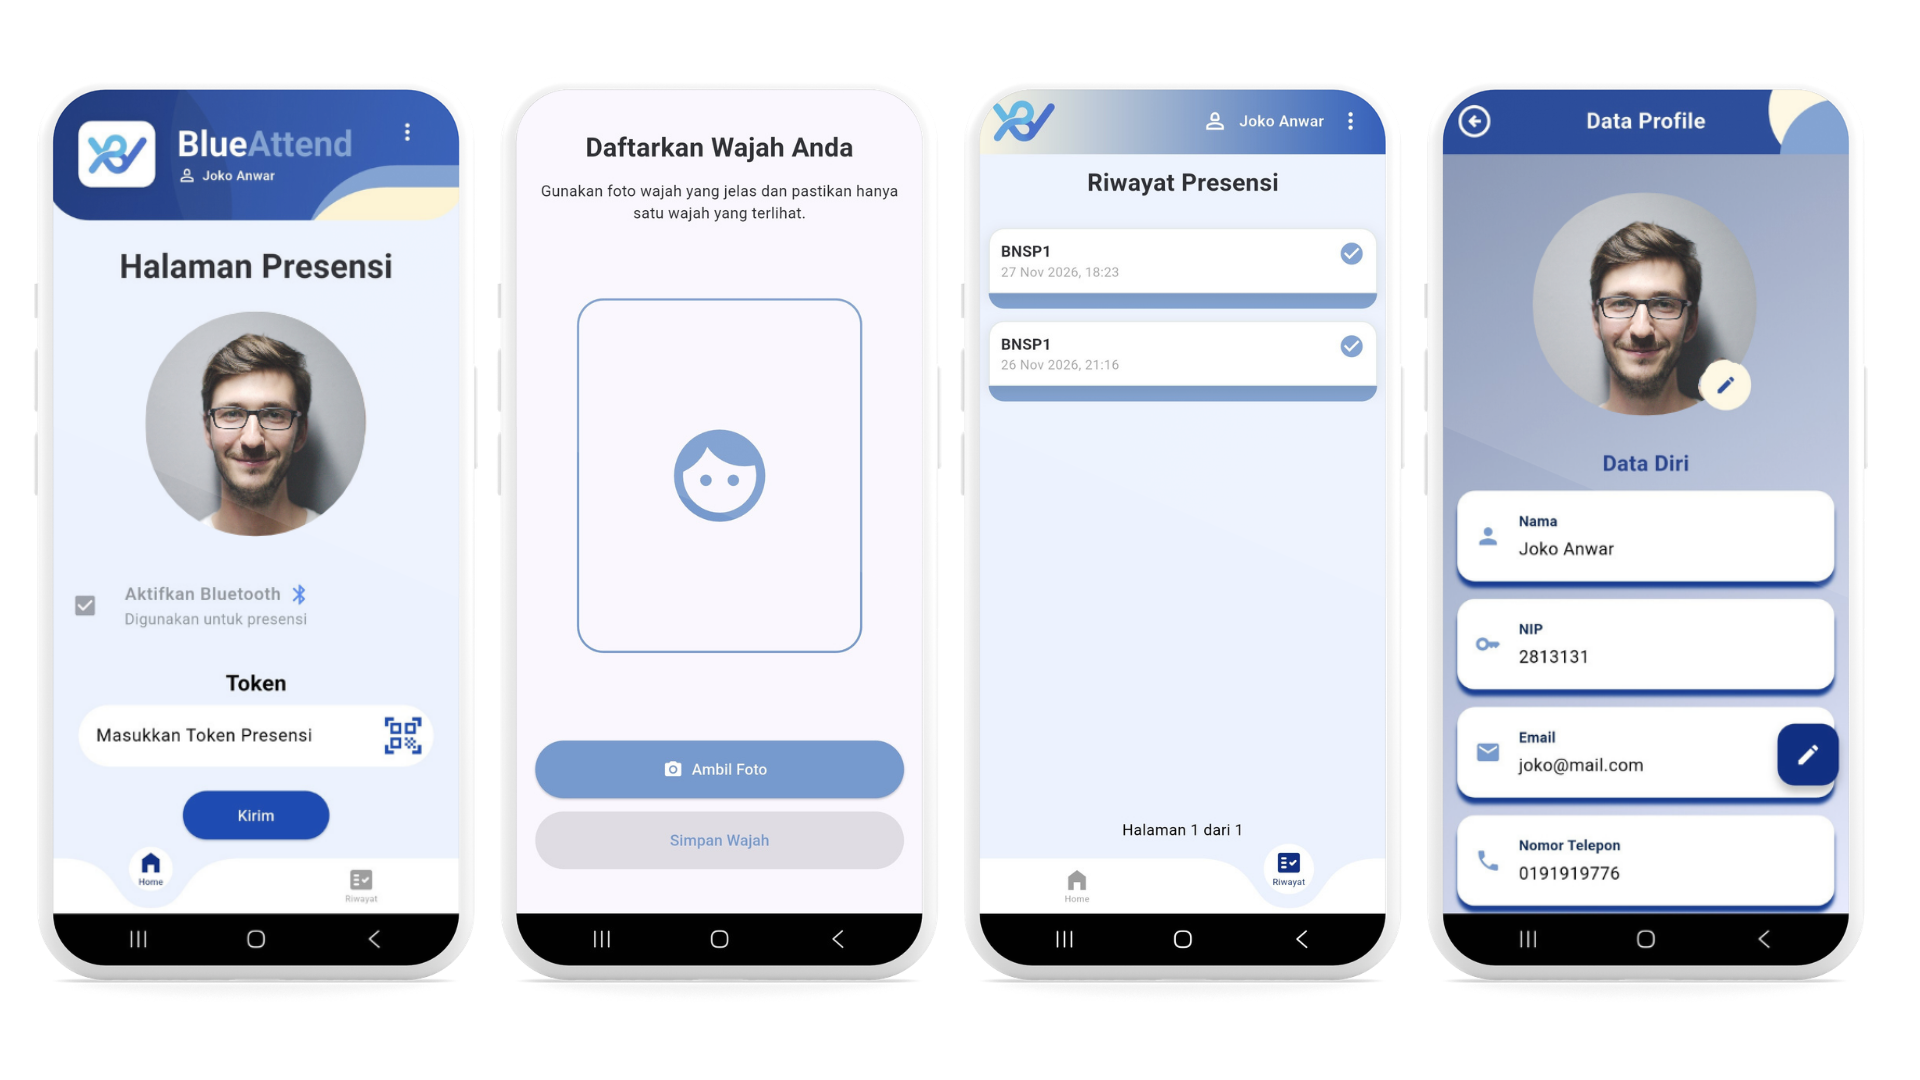 BlueAttend
Joko Anwar
Halaman Presensi
Aktifkan Bluetooth
Digunakan untuk presensi
Token
Masukkan Token Presensi
Kirim
Home
Riwayat
Daftarkan Wajah Anda
Gunakan foto wajah yang jelas dan pastikan hanya
satu wajah yang terlihat.
Ambil Foto
Simpan Wajah
Joko Anwar
Riwayat Presensi
BNSP1
27 Nov 2026, 18:23
BNSP1
26 Nov 2026, 21:16
Halaman 1 dari 1
Home
Riwayat
Data Profile
Data Diri
Nama
Joko Anwar
NIP
2813131
Email
joko@mail.com
Nomor Telepon
0191919776